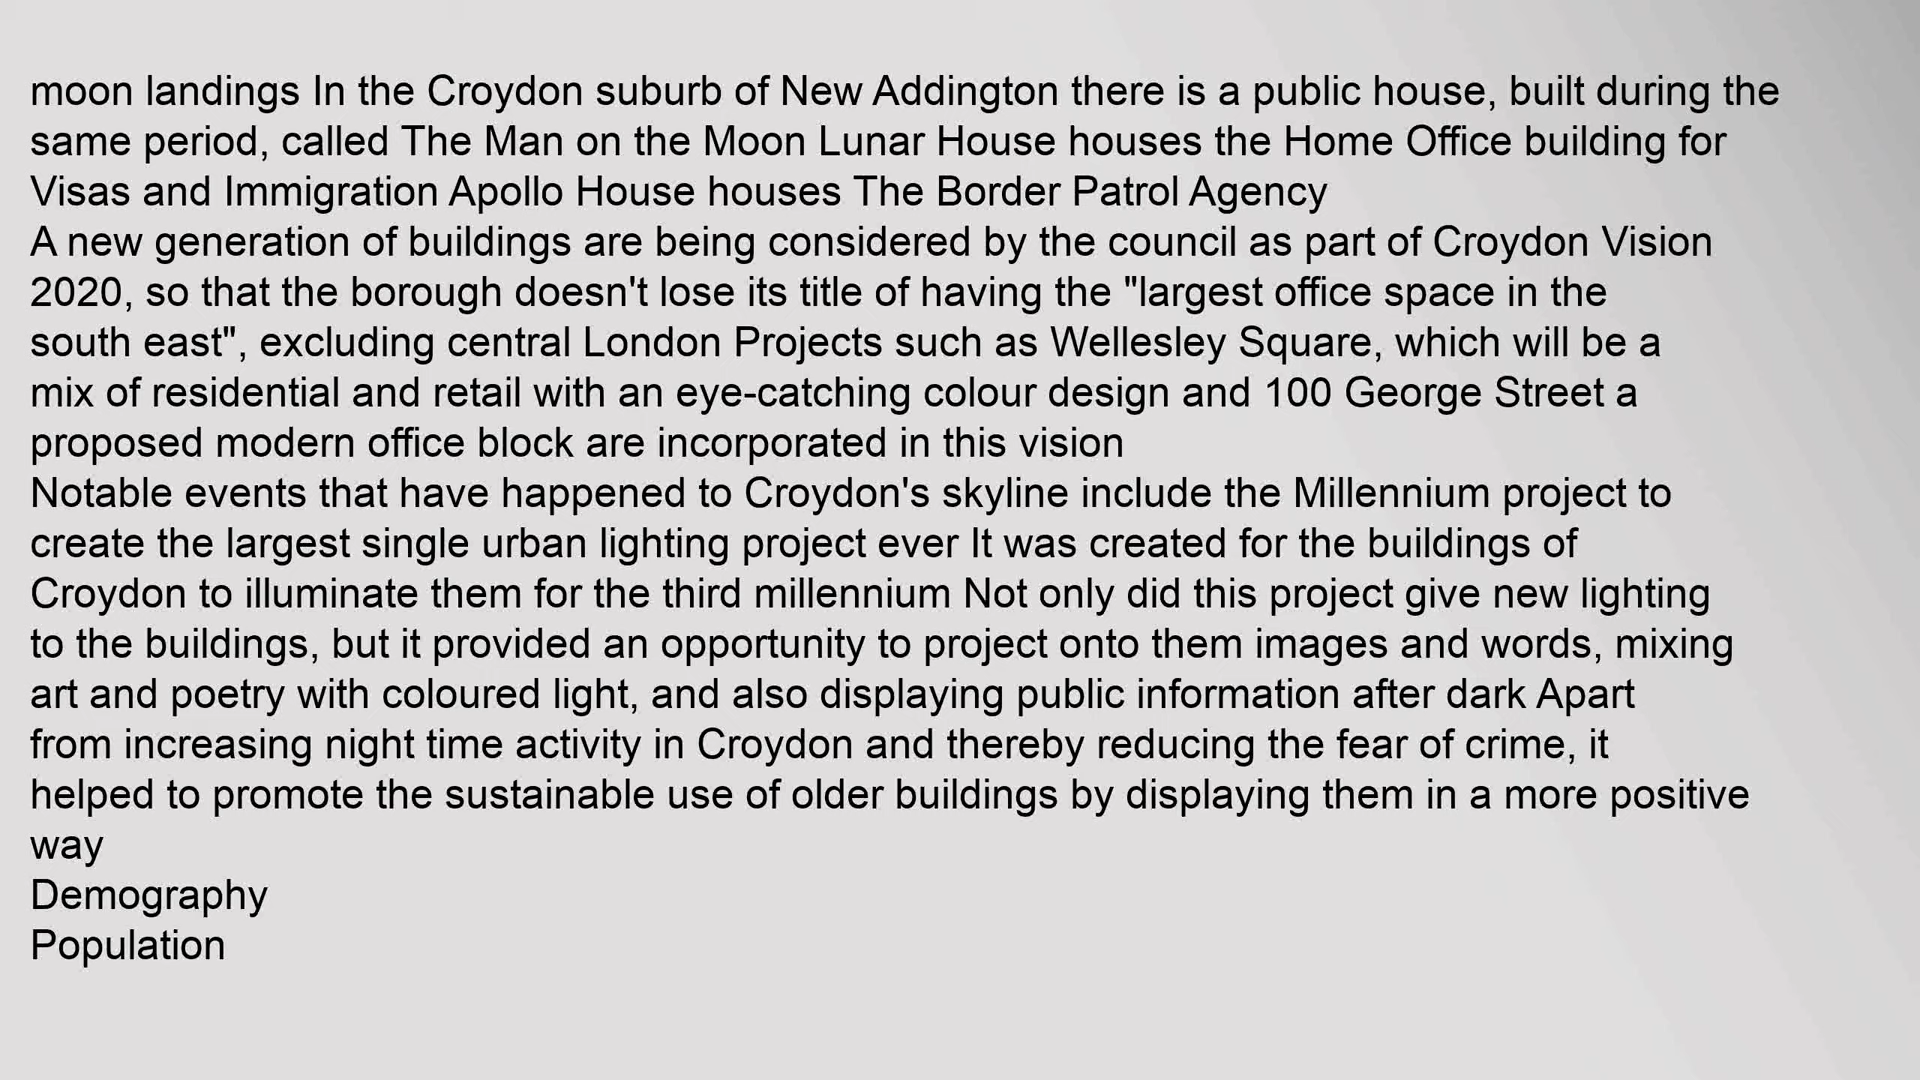 moon landings In the Croydon suburb of New Addington there is a public house, built during the
same period, called The Man on the Moon Lunar House houses the Home Office building for
Visas and Immigration Apollo House houses The Border Patrol Agency
A new generation of buildings are being considered by the council as part of Croydon Vision
2020, so that the borough doesn't lose its title of having the "largest office space in the
south east", excluding central London Projects such as Wellesley Square, which will be a
mix of residential and retail with an eye-catching colour design and 100 George Street a
proposed modern office block are incorporated in this vision
Notable events that have happened to Croydon's skyline include the Millennium project to
create the largest single urban lighting project ever It was created for the buildings of
Croydon to illuminate them for the third millennium Not only did this project give new lighting
to the buildings, but it provided an opportunity to project onto them images and words, mixing
art and poetry with coloured light, and also displaying public information after dark Apart
from increasing night time activity in Croydon and thereby reducing the fear of crime, it
helped to promote the sustainable use of older buildings by displaying them in a more positive
way
Demography
Population